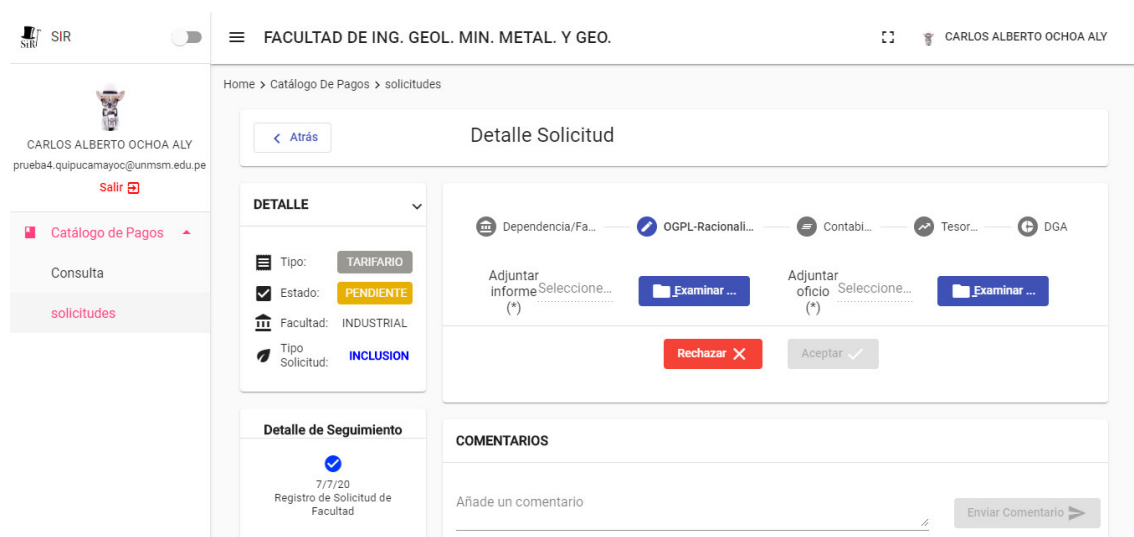 SIR
SIR
FACULTAD DE ING. GEOL. MIN. METAL. Y GEO.
CARLOS ALBERTO OCHOA ALY
Home > Catálogo De Pagos > solicitudes
CARLOS ALBERTO OCHOA ALY
prueba4.quipucamayoc@unmsm.edu.pe
Salir
Catálogo de Pagos
Consulta
solicitudes
Atrás
Detalle Solicitud
DETALLE
Tipo: TARIFARIO
Estado: PENDIENTE
Facultad: INDUSTRIAL
Tipo
Solicitud: INCLUSION
Detalle de Seguimiento
7/7/20
Registro de Solicitud de
Facultad
Dependencia/Fa... OGPL-Racionali... Contabi... Tesor... DGA
Adjuntar
informe
(*)
Seleccione...
Examinar ...
Adjuntar
oficio
(*)
Seleccione...
Examinar ...
Rechazar
Aceptar
COMENTARIOS
Añade un comentario
Enviar Comentario